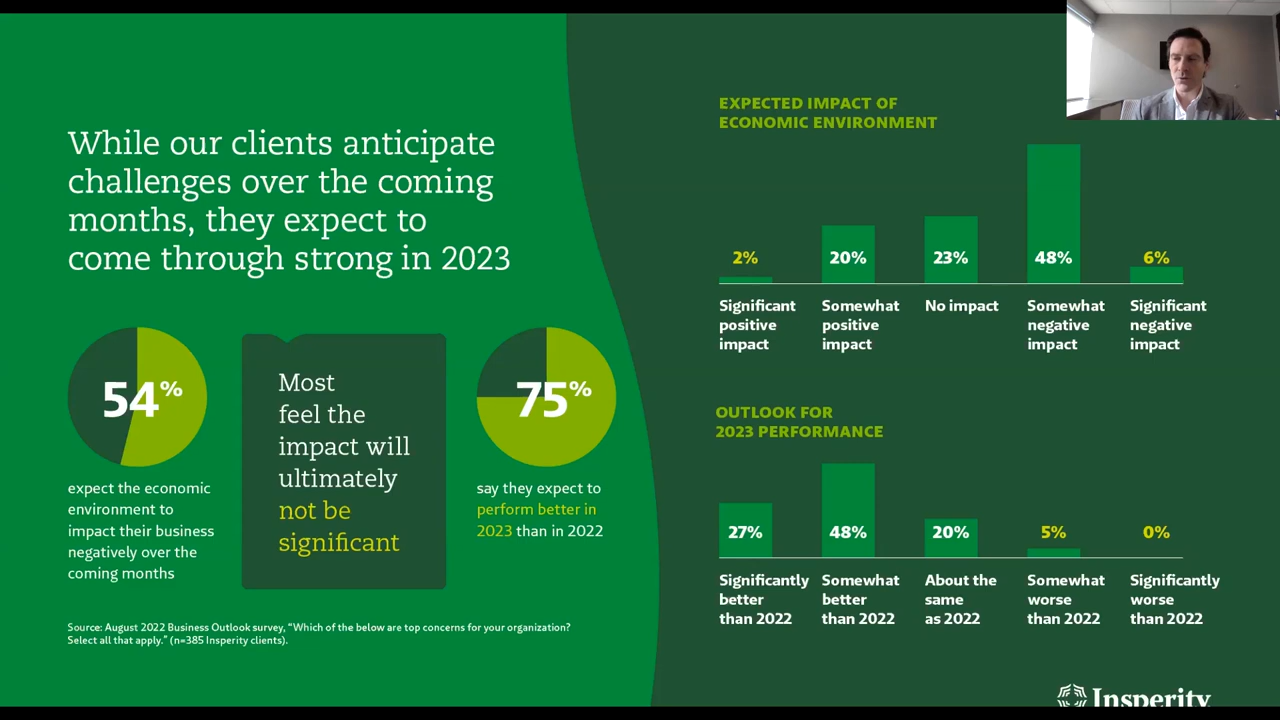 While our clients anticipate
challenges over the coming
months, they expect to
come through strong in 2023
54%
expect the economic
environment to
impact their business
negatively over the
coming months
Most
feel the
impact will
ultimately
not be
significant
75%
say they expect to
perform better in
2023 than in 2022
Source: August 2022 Business Outlook survey, “Which of the below are top concerns for your organization?
Select all that apply.” (n=385 Insperity clients).
EXPECTED IMPACT OF
ECONOMIC ENVIRONMENT
2% 20% 23% 48% 6%
Significant Somewhat No impact Somewhat Significant
positive positive negative negative
impact impact impact impact
OUTLOOK FOR
2023 PERFORMANCE
27% 48% 20% 5% 0%
Significantly Somewhat About the Somewhat Significantly
better better same worse worse
than 2022 than 2022 as 2022 than 2022 than 2022
Insperity